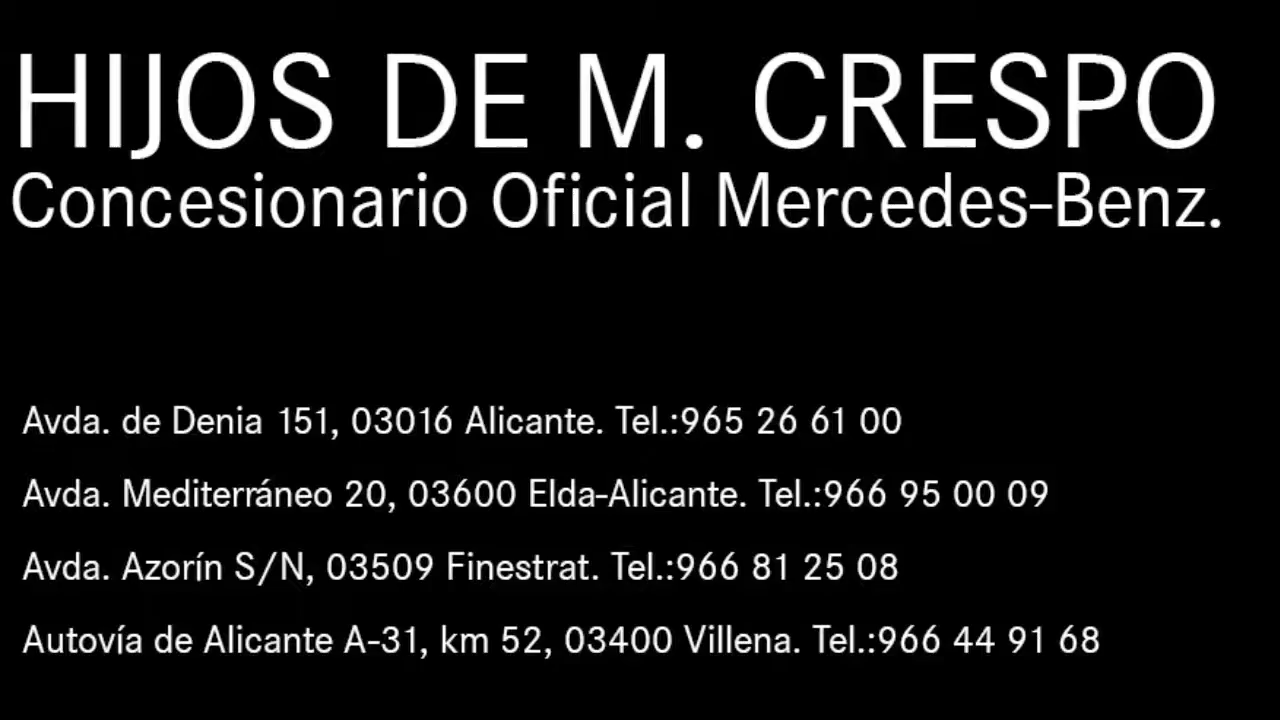 HIJOS DE M. CRESPO
Concesionario Oficial Mercedes-Benz.
Avda. de Denia 151, 03016 Alicante. Tel.:965 26 61 00
Avda. Mediterráneo 20, 03600 Elda-Alicante. Tel.:966 95 00 09
Avda. Azorín S/N, 03509 Finestrat. Tel.:966 81 25 08
Autovía de Alicante A-31, km 52, 03400 Villena. Tel.:966 44 91 68